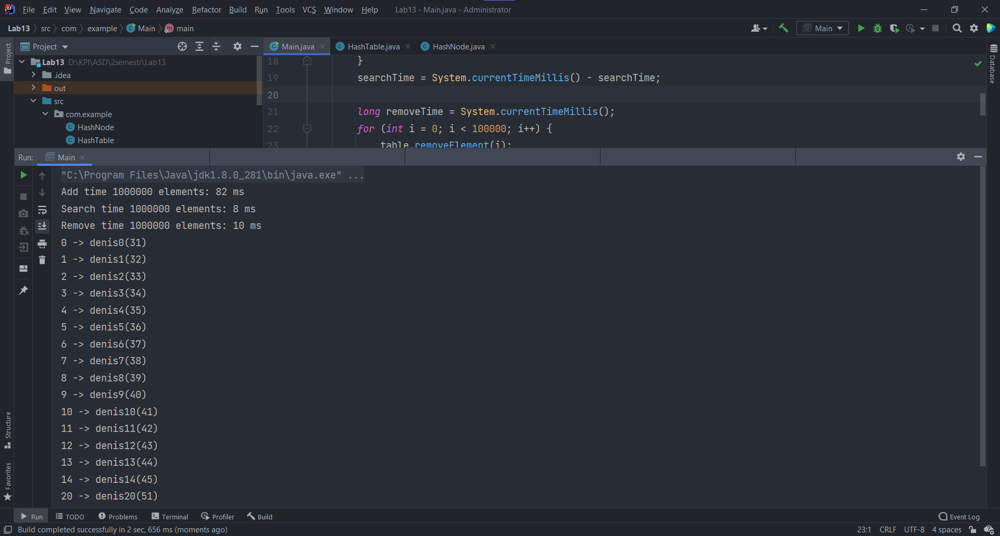 File Edit View Navigate Code Analyze Refactor Build Run Tools VCS Window Help Lab13 - Main.java - Administrator
Lab13 src com example Main main Main
Project Main.java HashTable.java HashNode.java
Project
Database
Lab13 D:\KPI\ASD\2semestr\Lab13
.idea
out
src
com.example
HashNode
HashTable
18 }
19 searchTime = System.currentTimeMillis() - searchTime;
20
21 long removeTime = System.currentTimeMillis();
22 for (int i = 0; i < 100000; i++) {
23 table.removeElement(i);
Run: Main
"C:\Program Files\Java\jdk1.8.0_281\bin\java.exe" ...
Add time 1000000 elements: 82 ms
Search time 1000000 elements: 8 ms
Remove time 1000000 elements: 10 ms
0 -> denis0(31)
1 -> denis1(32)
2 -> denis2(33)
3 -> denis3(34)
4 -> denis4(35)
5 -> denis5(36)
6 -> denis6(37)
7 -> denis7(38)
8 -> denis8(39)
9 -> denis9(40)
10 -> denis10(41)
11 -> denis11(42)
12 -> denis12(43)
13 -> denis13(44)
14 -> denis14(45)
20 -> denis20(51)
Structure
Favorites
Run TODO Problems Terminal Profiler Build Event Log
Build completed successfully in 2 sec, 656 ms (moments ago) 23:1 CRLF UTF-8 4 spaces